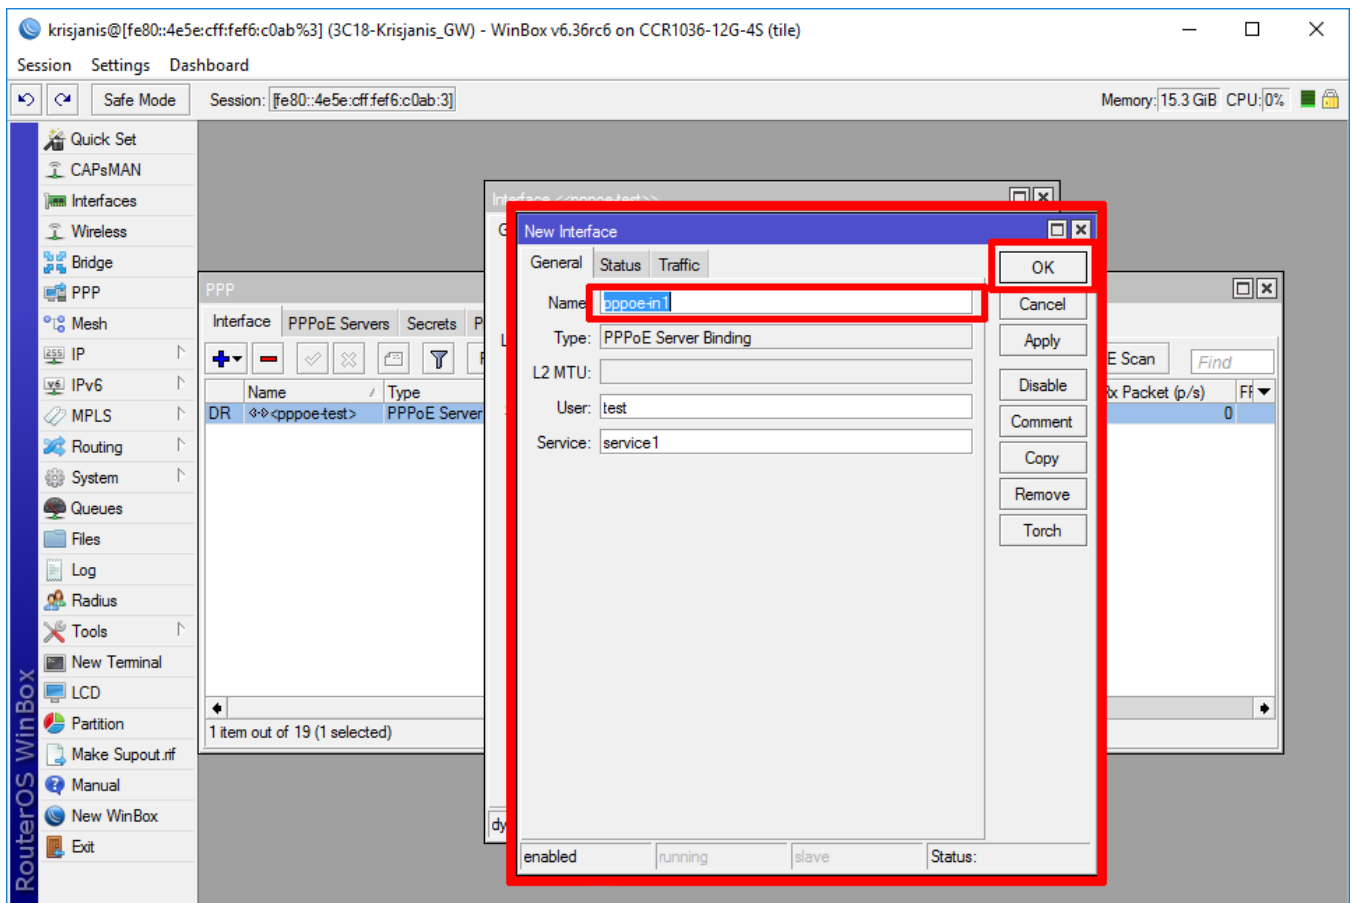 krisjanis@[fe80::4e5e:cff:fef6:c0ab%3] (3C18-Krisjanis_GW) - WinBox v6.36rc6 on CCR1036-12G-4S (tile)
Session Settings Dashboard
Safe Mode Session: [fe80::4e5e:cff:fef6:c0ab:3] Memory: 15.3 GiB CPU: 0%
Quick Set
CAPsMAN
Interfaces
Wireless
Bridge
PPP
Mesh
IP
IPv6
MPLS
Routing
System
Queues
Files
Log
Radius
Tools
New Terminal
LCD
Partition
Make Supout.rif
Manual
New WinBox
Exit
RouterOS WinBox
PPP
Interface PPPoE Servers Secrets
E Scan Find
Name Type Rx Packet (p/s)
DR <pppoe-test> PPPoE Server 0
1 item out of 19 (1 selected)
Interface <<pppoe-test>>
New Interface
General Status Traffic
Name: pppoe-in1
Type: PPPoE Server Binding
L2 MTU:
User: test
Service: service1
OK
Cancel
Apply
Disable
Comment
Copy
Remove
Torch
enabled running slave Status: